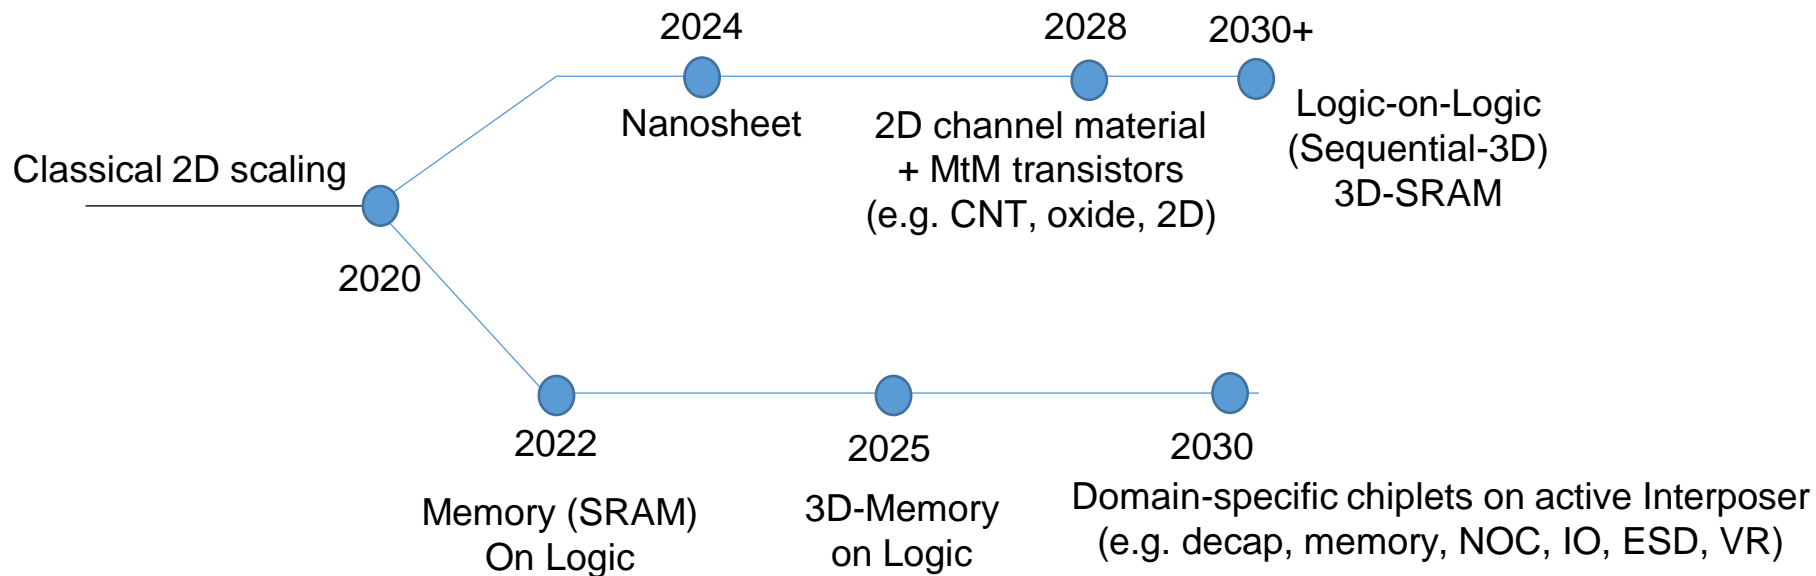 2024
2028
2030+
Nanosheet
2D channel material
+ MtM transistors
(e.g. CNT, oxide, 2D)
Logic-on-Logic
(Sequential-3D)
3D-SRAM
Classical 2D scaling
2020
2022
2025
2030
Memory (SRAM)
On Logic
3D-Memory
on Logic
Domain-specific chiplets on active Interposer
(e.g. decap, memory, NOC, IO, ESD, VR)